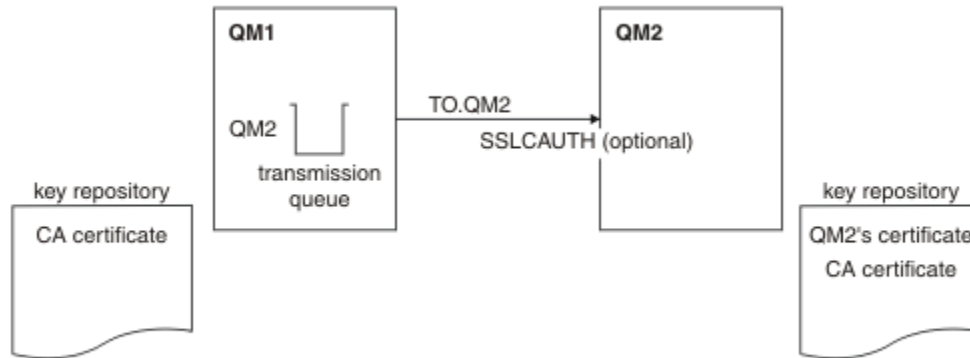 QM1
QM2
TO.QM2
QM2
SSLCAUTH (optional)
transmission
queue
key repository
CA certificate
key repository
QM2's certificate
CA certificate